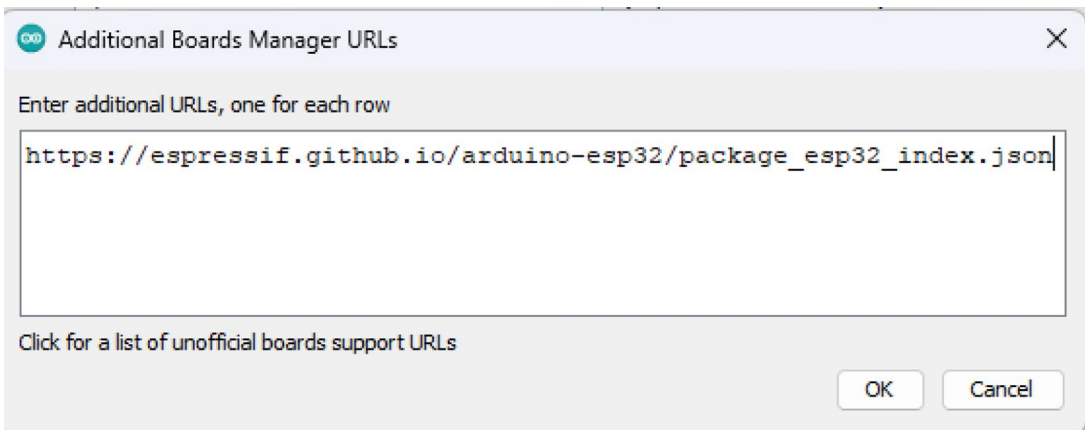 Additional Boards Manager URLs
Enter additional URLs, one for each row
https://espressif.github.io/arduino-esp32/package_esp32_index.json
Click for a list of unofficial boards support URLs
OK Cancel